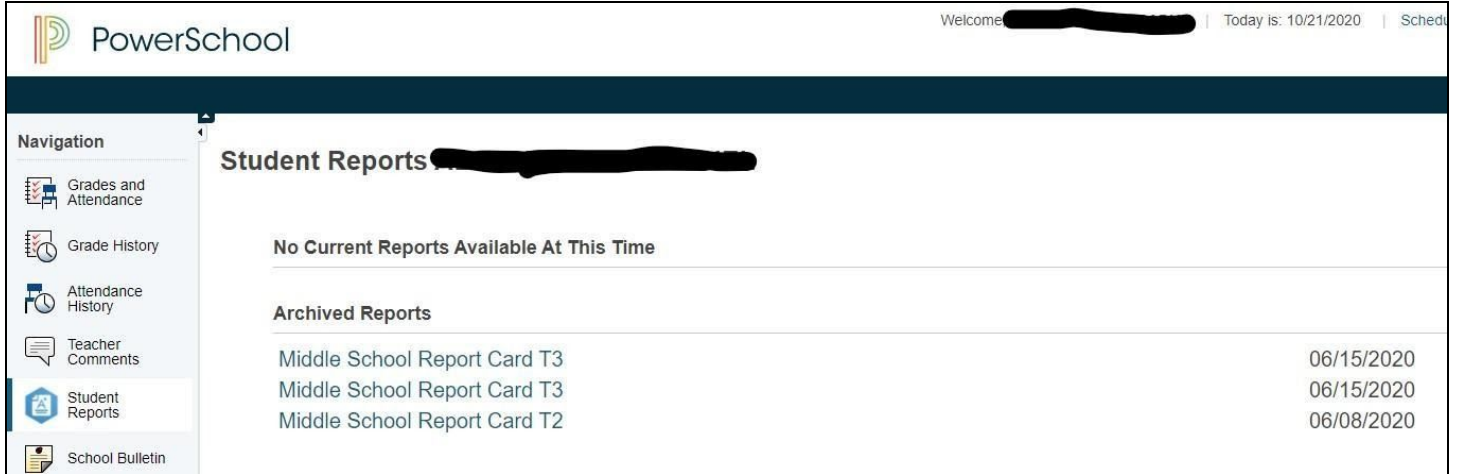 PowerSchool
Welcome
Today is: 10/21/2020 | Schedu
Navigation
Grades and
Attendance
Grade History
Attendance
History
Teacher
Comments
Student
Reports
School Bulletin
Student Reports
No Current Reports Available At This Time
Archived Reports
Middle School Report Card T3 06/15/2020
Middle School Report Card T3 06/15/2020
Middle School Report Card T2 06/08/2020